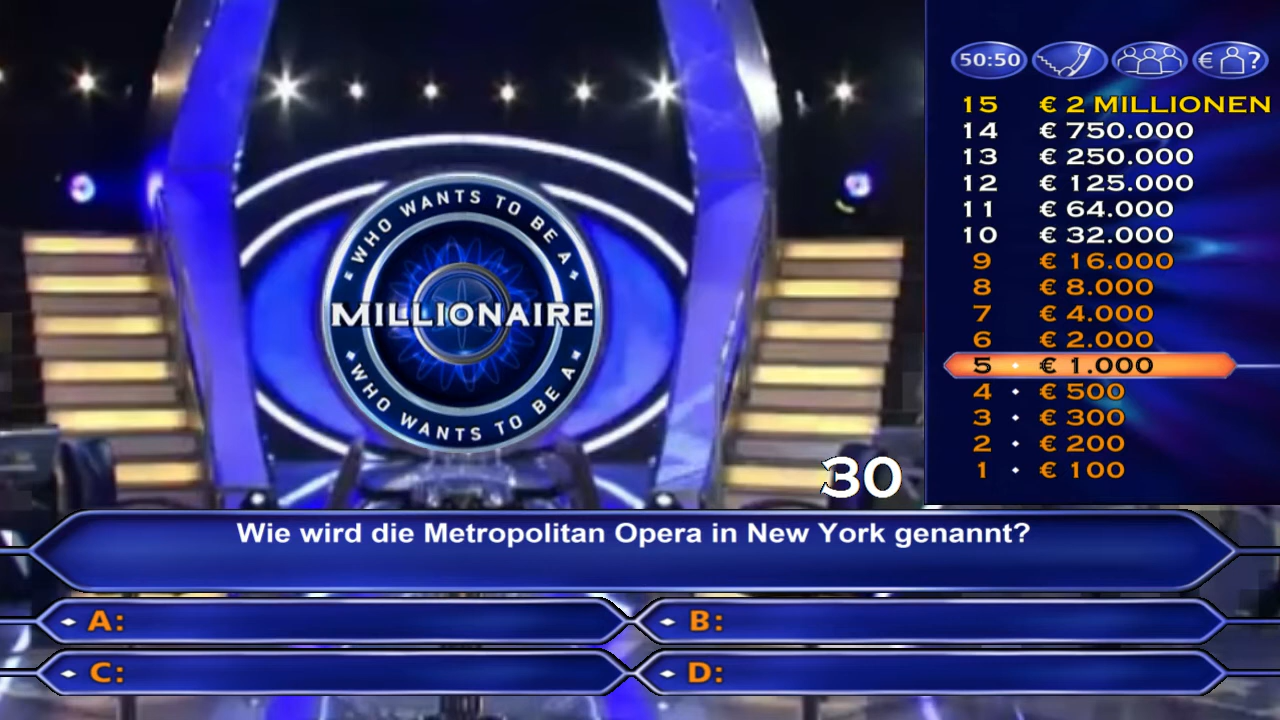 WHO WANTS TO BE A
MILLIONAIRE
WHO WANTS TO BE A
50:50
€ ?
15 € 2 MILLIONEN
14 € 750.000
13 € 250.000
12 € 125.000
11 € 64.000
10 € 32.000
9 € 16.000
8 € 8.000
7 € 4.000
6 € 2.000
5 € 1.000
4 € 500
3 € 300
2 € 200
1 € 100
30
Wie wird die Metropolitan Opera in New York genannt?
A:
B:
C:
D: